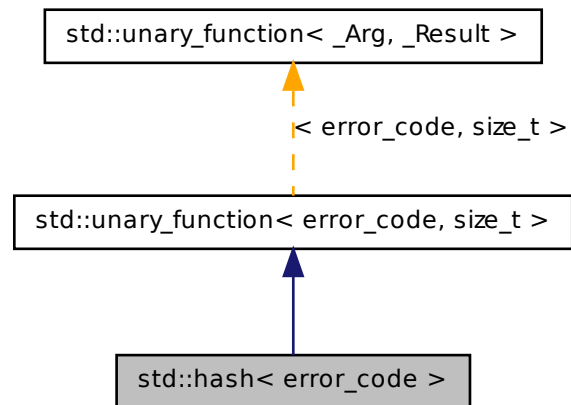 std::unary_function< _Arg, _Result >
< error_code, size_t >
std::unary_function< error_code, size_t >
std::hash< error_code >